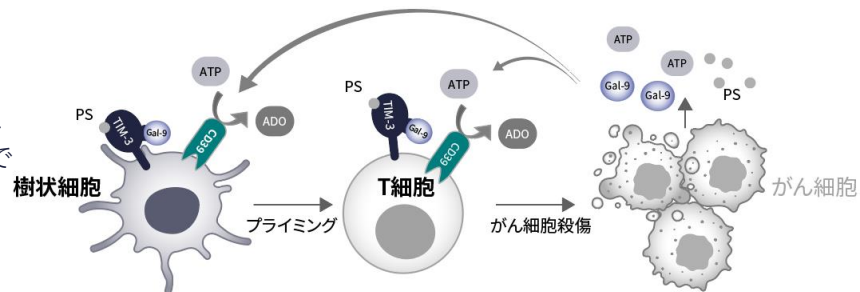 ATP
PS
TIM-3
Gal-9
CD39
ADO
樹状細胞
プライミング
ATP
PS
TIM-3
Gal-9
CD39
ADO
T細胞
がん細胞殺傷
ATP
ATP
Gal-9
Gal-9
PS
がん細胞
で